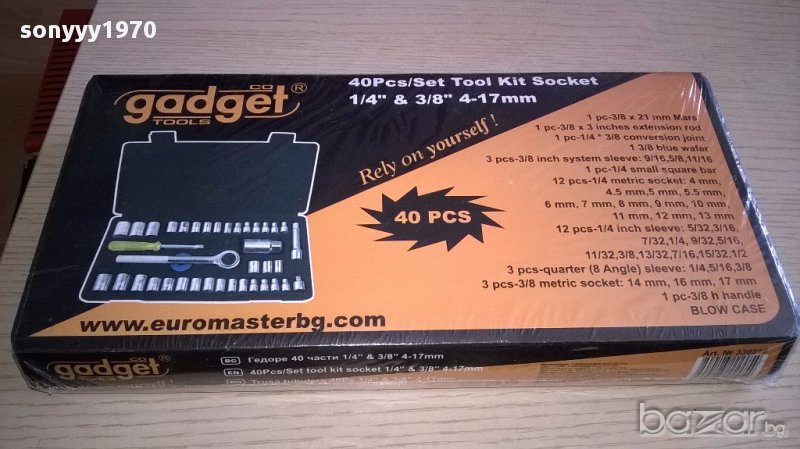 sonyyy1970
gadget CO ®
TOOLS
40Pcs/Set Tool Kit Socket
1/4" & 3/8" 4-17mm
Rely on yourself !
40 PCS
1 pc-3/8 x 21 mm Mars
1 pc-3/8 x 3 inches extension rod
1 pc-1/4 * 3/8 conversion joint
1 3/8 blue wafer
3 pcs-3/8 inch system sleeve: 9/16,5/8,11/16
1 pc-1/4 small square bar
12 pcs-1/4 metric socket: 4 mm,
4.5 mm,5 mm, 5.5 mm,
6 mm, 7 mm, 8 mm, 9 mm, 10 mm,
11 mm, 12 mm, 13 mm
12 pcs-1/4 inch sleeve: 5/32,3/16,
7/32,1/4, 9/32,5/16,
11/32,3/8,13/32,7/16,15/32,1/2
3 pcs-quarter (8 Angle) sleeve: 1/4,5/16,3/8
3 pcs-3/8 metric socket: 14 mm, 16 mm, 17 mm
1 pc-3/8 h handle
BLOW CASE
www.euromasterbg.com
gadget CO ®
BG Гедоре 40 части 1/4" & 3/8" 4-17mm
EN 40Pcs/Set tool kit socket 1/4" & 3/8" 4-17mm
Art. №
bazar.bg